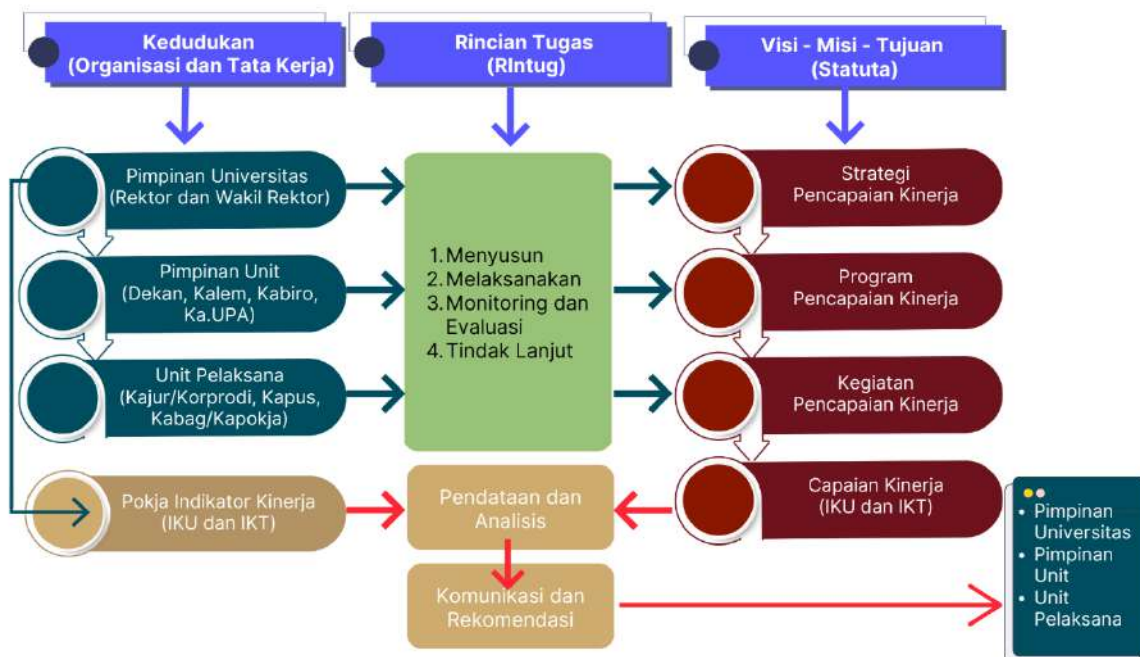 Kedudukan
(Organisasi dan Tata Kerja)
Rincian Tugas
(RIntug)
Visi - Misi - Tujuan
(Statuta)
Pimpinan Universitas
(Rektor dan Wakil Rektor)
Pimpinan Unit
(Dekan, Kalem, Kabiro,
Ka.UPA)
Unit Pelaksana
(Kajur/Korprodi, Kapus,
Kabag/Kapokja)
Pokja Indikator Kinerja
(IKU dan IKT)
1. Menyusun
2. Melaksanakan
3. Monitoring dan
Evaluasi
4. Tindak Lanjut
Pendataan dan
Analisis
Komunikasi dan
Rekomendasi
Strategi
Pencapaian Kinerja
Program
Pencapaian Kinerja
Kegiatan
Pencapaian Kinerja
Capaian Kinerja
(IKU dan IKT)
• Pimpinan
Universitas
• Pimpinan
Unit
• Unit
Pelaksana